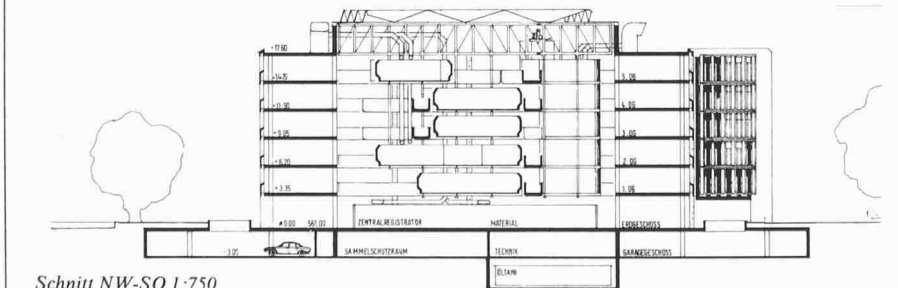 +17.60
+14.75
5. OG
+11.90
4. OG
+9.05
3. OG
+6.20
2. OG
+3.35
1. OG
±0.00 561.00
ZENTRALREGISTRATUR
MATERIAL
ERDGESCHOSS
-3.00
SAMMELSCHUTZRAUM
TECHNIK
GARAGEGESCHOSS
ÖLTANK
Schnitt NW-SO 1:750